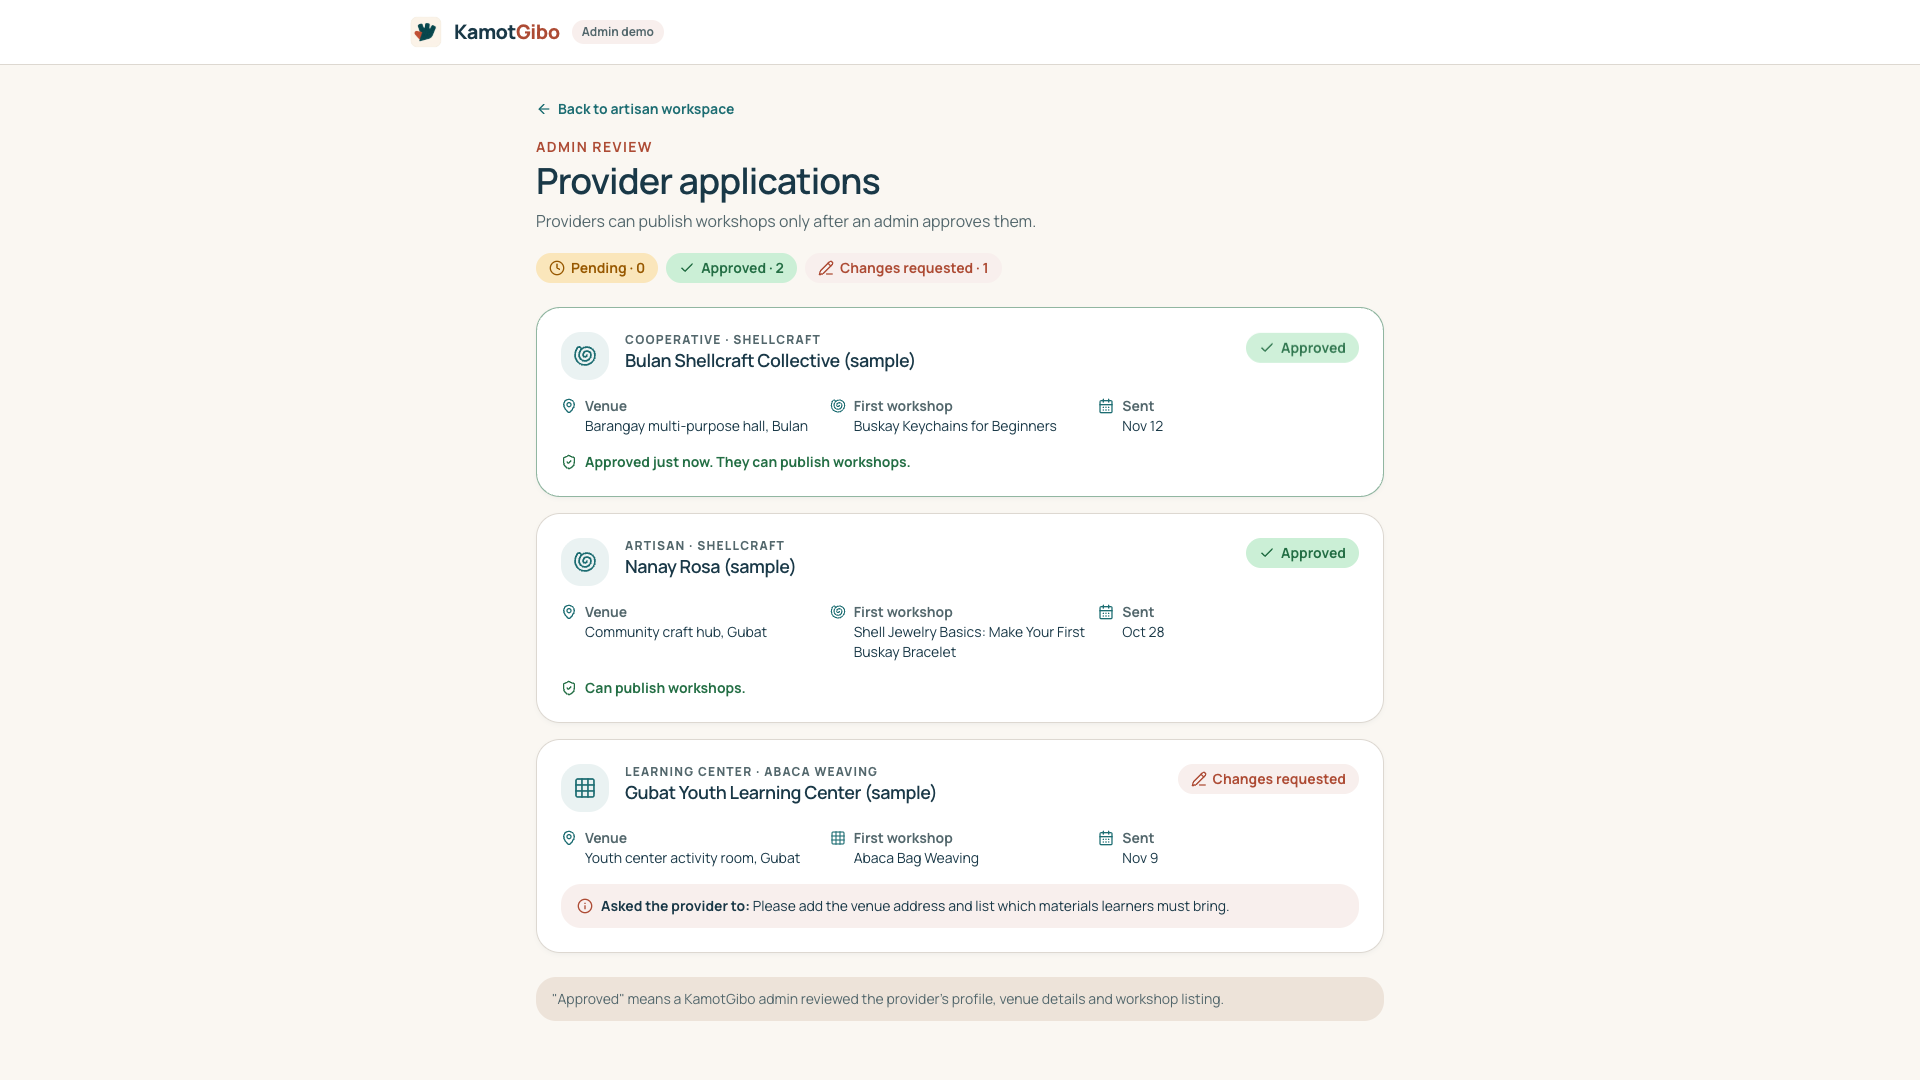 KamotGibo
Admin demo
Back to artisan workspace
ADMIN REVIEW
Provider applications
Providers can publish workshops only after an admin approves them.
Pending · 0
Approved · 2
Changes requested · 1
COOPERATIVE · SHELLCRAFT
Bulan Shellcraft Collective (sample)
Approved
Venue
Barangay multi-purpose hall, Bulan
First workshop
Buskay Keychains for Beginners
Sent
Nov 12
Approved just now. They can publish workshops.
ARTISAN · SHELLCRAFT
Nanay Rosa (sample)
Approved
Venue
Community craft hub, Gubat
First workshop
Shell Jewelry Basics: Make Your First
Buskay Bracelet
Sent
Oct 28
Can publish workshops.
LEARNING CENTER · ABACA WEAVING
Gubat Youth Learning Center (sample)
Changes requested
Venue
Youth center activity room, Gubat
First workshop
Abaca Bag Weaving
Sent
Nov 9
Asked the provider to: Please add the venue address and list which materials learners must bring.
"Approved" means a KamotGibo admin reviewed the provider's profile, venue details and workshop listing.